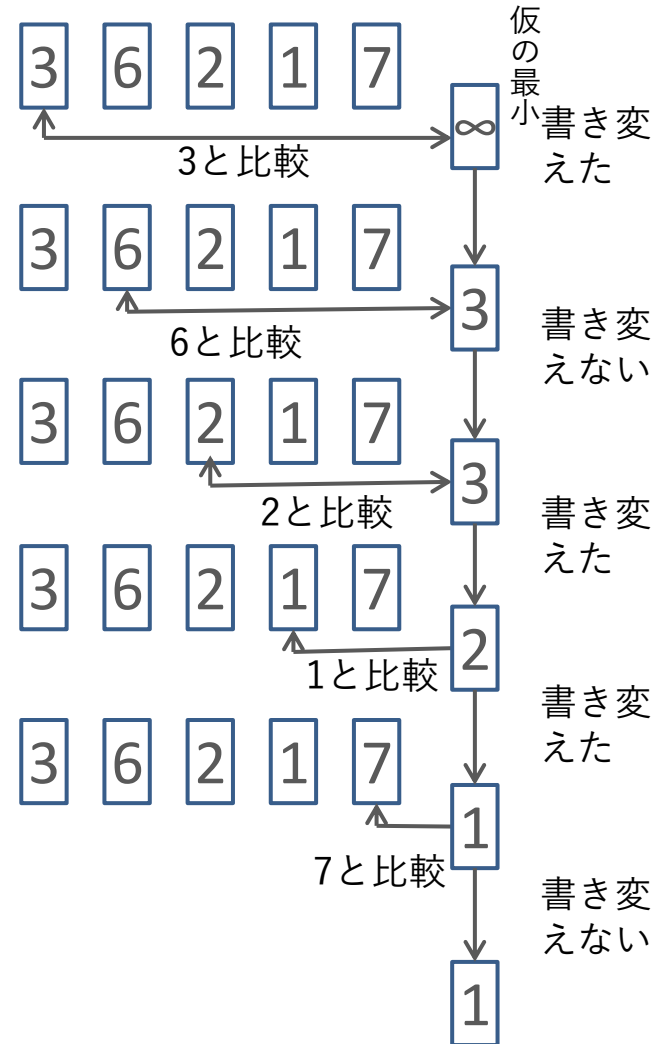 仮の最小
3 6 2 1 7
∞
書き変
えた
3と比較
3 6 2 1 7
3
6と比較
書き変
えない
3 6 2 1 7
3
2と比較
書き変
えた
3 6 2 1 7
2
1と比較
書き変
えた
3 6 2 1 7
1
7と比較
書き変
えない
1